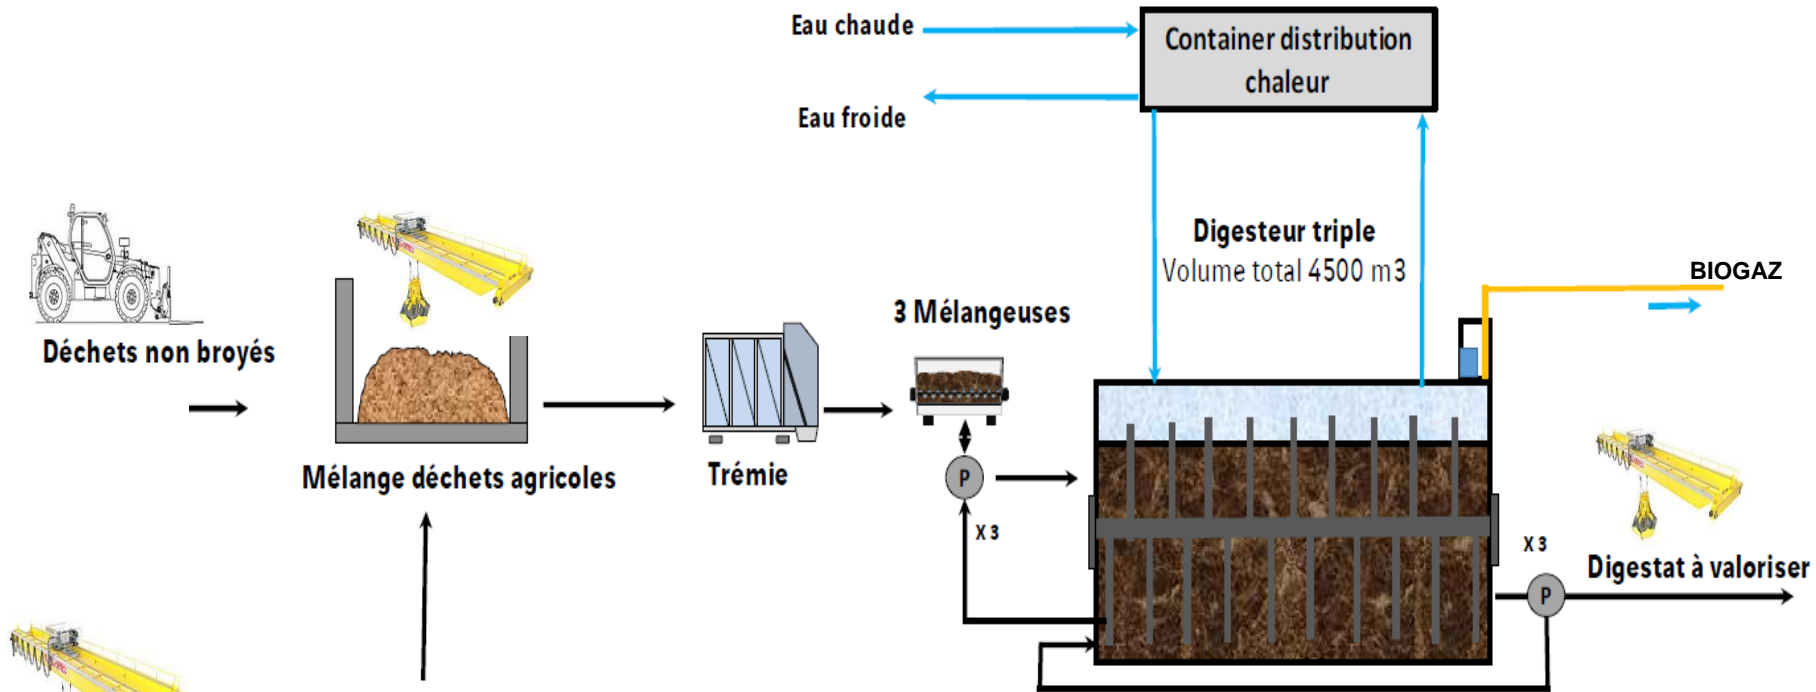 Eau chaude
Container distribution
chaleur
Eau froide
Digesteur triple
Volume total 4500 m3
BIOGAZ
3 Mélangeuses
Déchets non broyés
Mélange déchets agricoles
Trémie
P
X 3
X 3
Digestat à valoriser
P